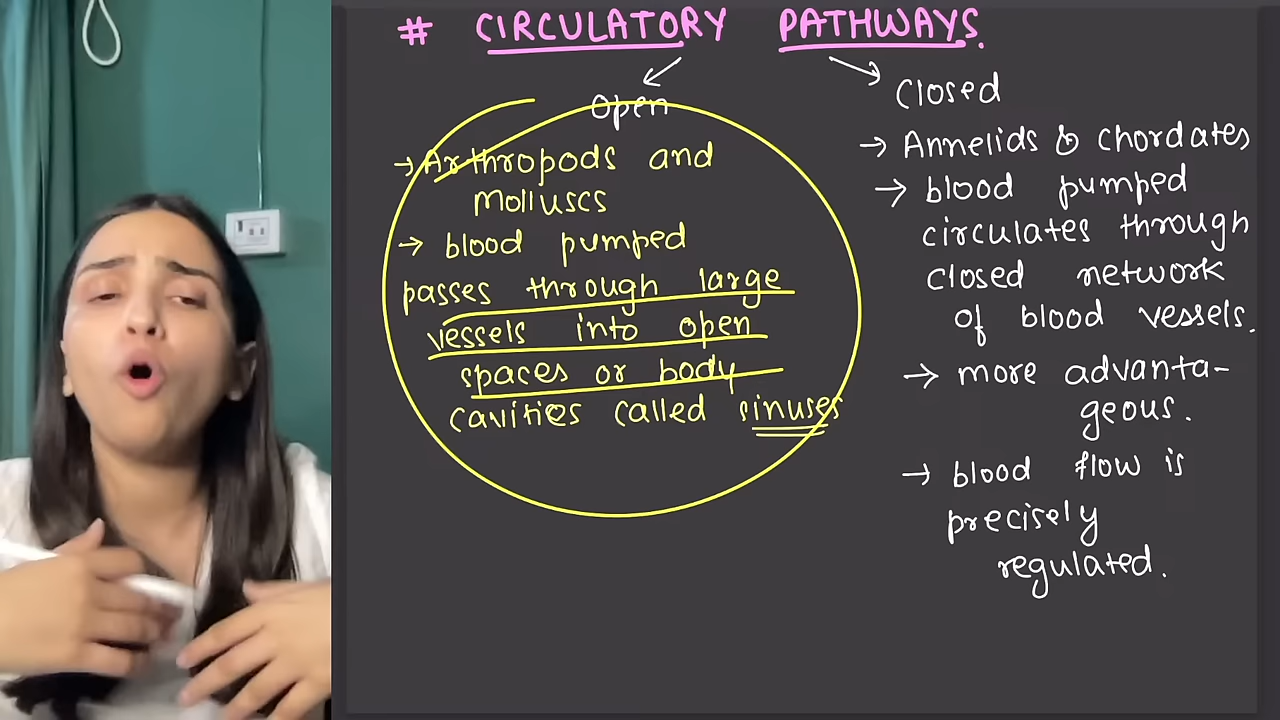 # CIRCULATORY PATHWAYS.
Open
→ Arthropods and
Molluscs
→ blood pumped
passes through large
vessels into open
spaces or body
cavities called sinuses
Closed
→ Annelids & chordates
→ blood pumped
circulates through
closed network
of blood vessels.
→ more advanta-
geous.
→ blood flow is
precisely
regulated.